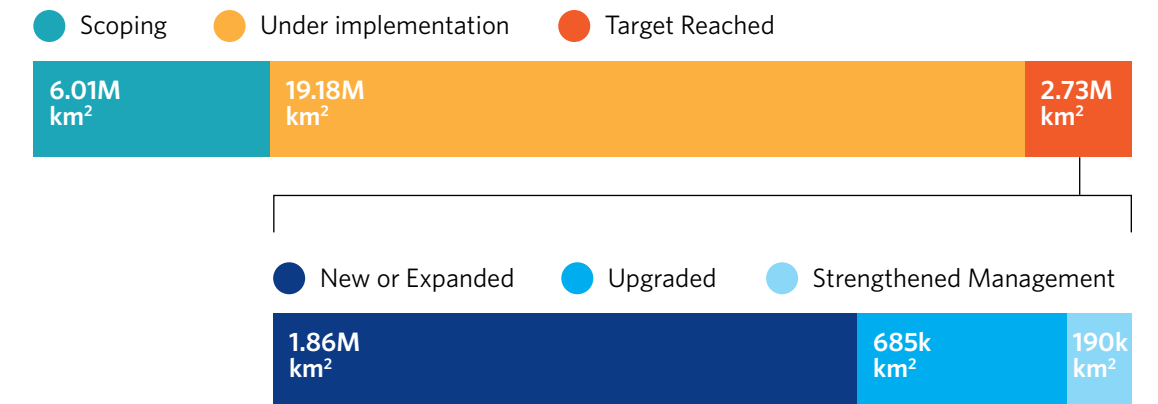 Scoping Under implementation Target Reached
6.01M 19.18M 2.73M
km² km² km²
New or Expanded Upgraded Strengthened Management
1.86M 685k 190k
km² km² km²